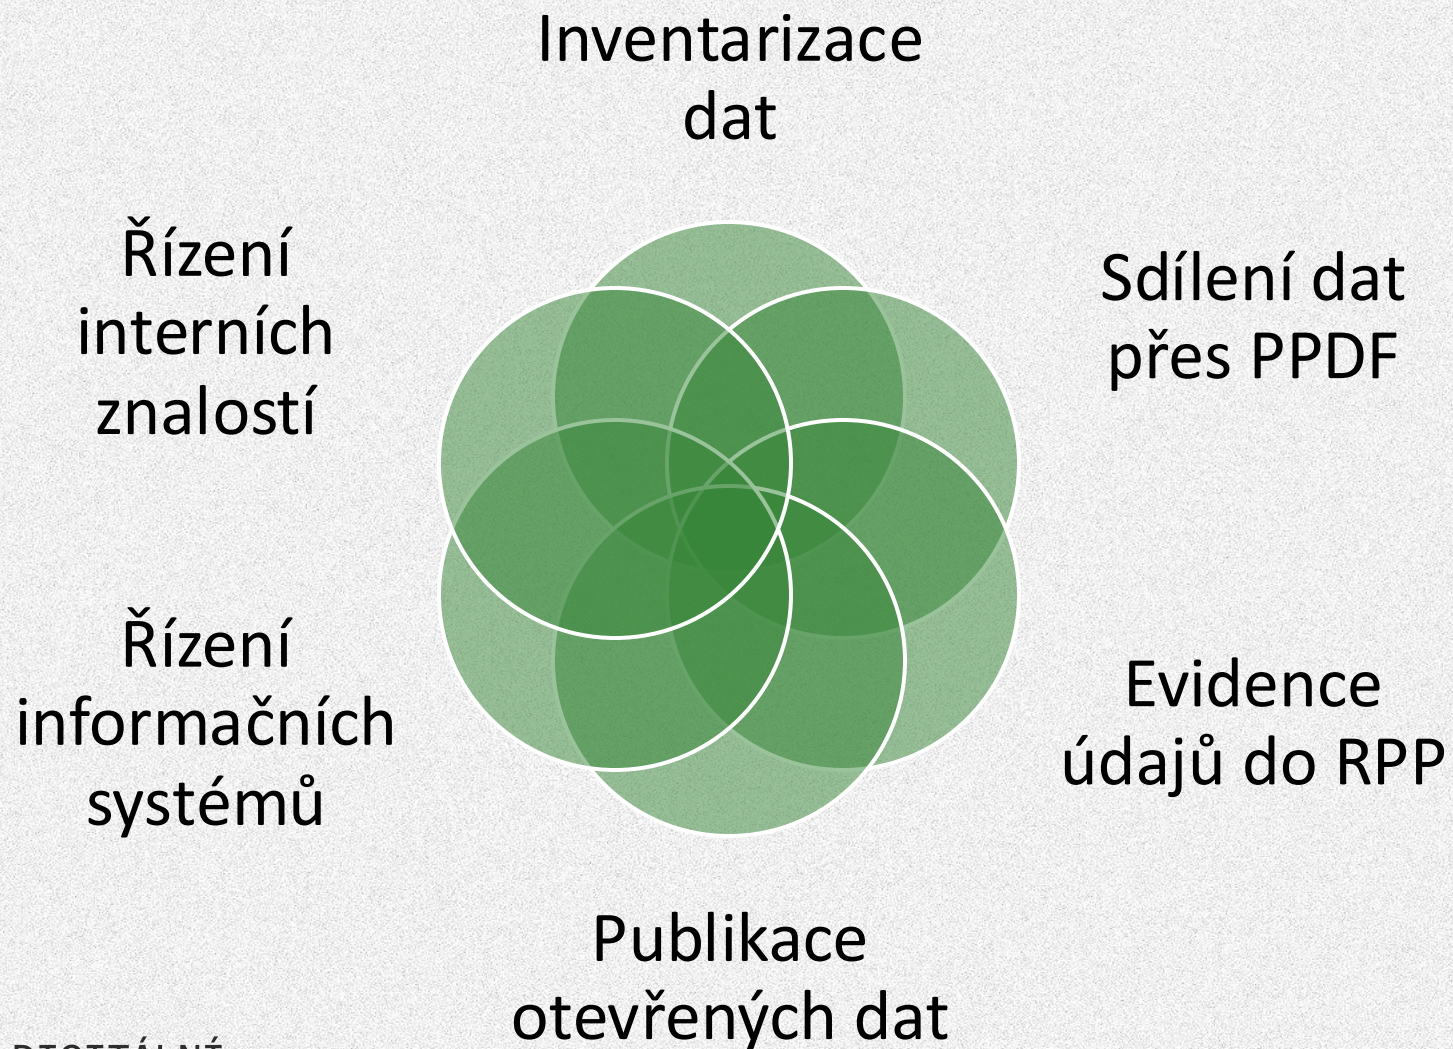 Inventarizace
dat
Sdílení dat
přes PPDF
Evidence
údajů do RPP
Publikace
otevřených dat
Řízení
informačních
systémů
Řízení
interních
znalostí
DIGITÁLNÍ